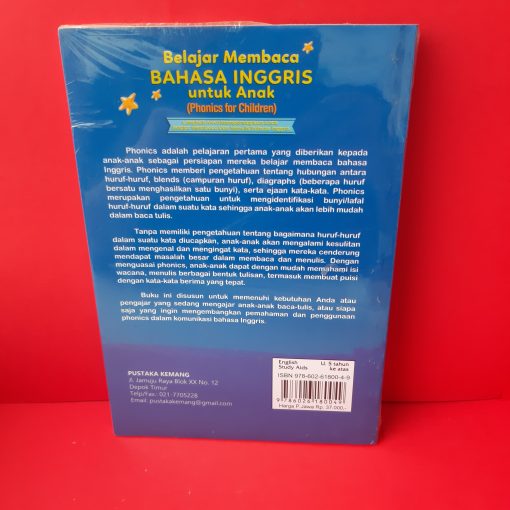 Belajar Membaca
BAHASA INGGRIS
untuk Anak
(Phonics for Children)
Phonics adalah pelajaran pertama yang diberikan kepada
anak-anak sebagai persiapan mereka belajar membaca bahasa
Inggris. Phonics memberi pengetahuan tentang hubungan antara
huruf-huruf, blends (campuran huruf), diagraphs (beberapa huruf
bersatu menghasilkan satu bunyi), serta ejaan kata-kata. Phonics
merupakan pengetahuan untuk mengidentifikasi bunyi/lafal
huruf-huruf dalam suatu kata sehingga anak-anak akan lebih mudah
dalam baca tulis.
Tanpa memiliki pengetahuan tentang bagaimana huruf-huruf
dalam suatu kata diucapkan, anak-anak akan mengalami kesulitan
dalam mengenal dan mengingat kata, sehingga mereka cenderung
mendapat masalah besar dalam membaca dan menulis. Dengan
menguasai phonics, anak-anak dapat dengan mudah memahami isi
wacana, menulis berbagai bentuk tulisan, termasuk membuat puisi
dengan kata-kata berima yang tepat.
Buku ini disusun untuk memenuhi kebutuhan Anda atau
pengajar yang sedang mengajar anak-anak baca-tulis, atau siapa
saja yang ingin mengembangkan pemahaman dan penggunaan
phonics dalam komunikasi bahasa Inggris.
PUSTAKA KEMANG
Jl. Jamuju Raya Blok XX No. 12
Depok Timur
Telp/Fax.: 021 7705228
Email: pustakakemang@gmail.com
English U. 5 tahun
Study Aids ke atas
ISBN 978-602-61800-4-9
9 786026 180049
Harga P. Jawa Rp. 37.000,-